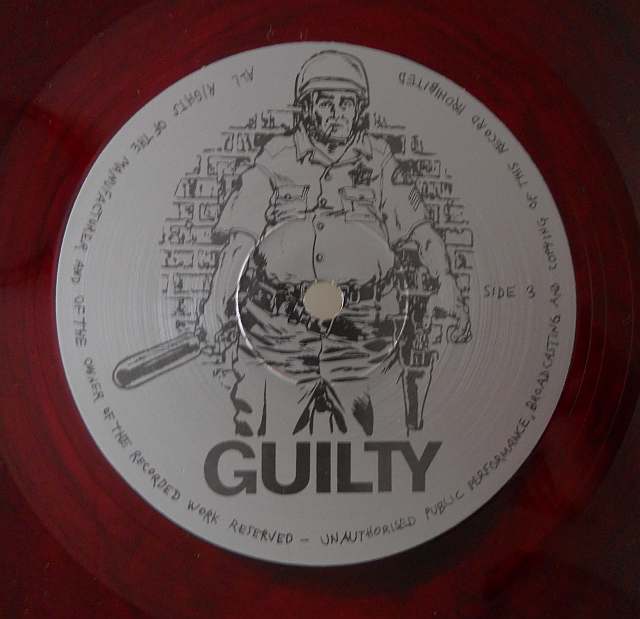 ALL RIGHTS OF THE MANUFACTURER AND OF THE OWNER OF THE RECORDED WORK RESERVED – UNAUTHORISED PUBLIC PERFORMANCE, BROADCASTING AND COPYING OF THIS RECORD PROHIBITED
SIDE 3
GUILTY